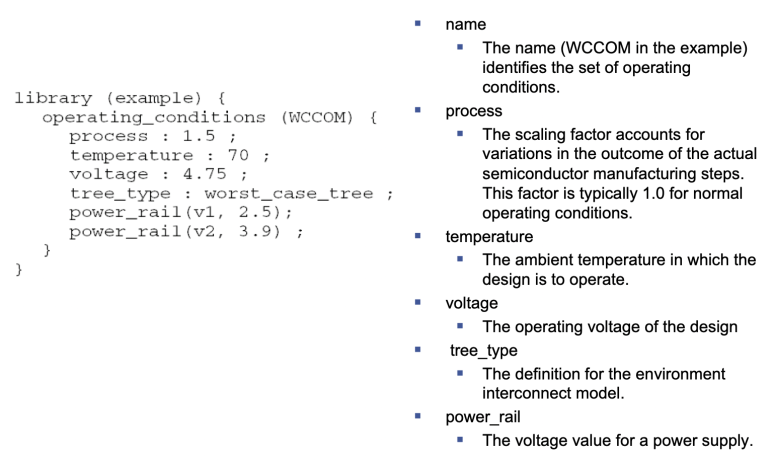 library (example) {
operating_conditions (WCCOM) {
process : 1.5 ;
temperature : 70 ;
voltage : 4.75 ;
tree_type : worst_case_tree ;
power_rail(v1, 2.5);
power_rail(v2, 3.9) ;
}
}
name
The name (WCCOM in the example)
identifies the set of operating
conditions.
process
The scaling factor accounts for
variations in the outcome of the actual
semiconductor manufacturing steps.
This factor is typically 1.0 for normal
operating conditions.
temperature
The ambient temperature in which the
design is to operate.
voltage
The operating voltage of the design
tree_type
The definition for the environment
interconnect model.
power_rail
The voltage value for a power supply.